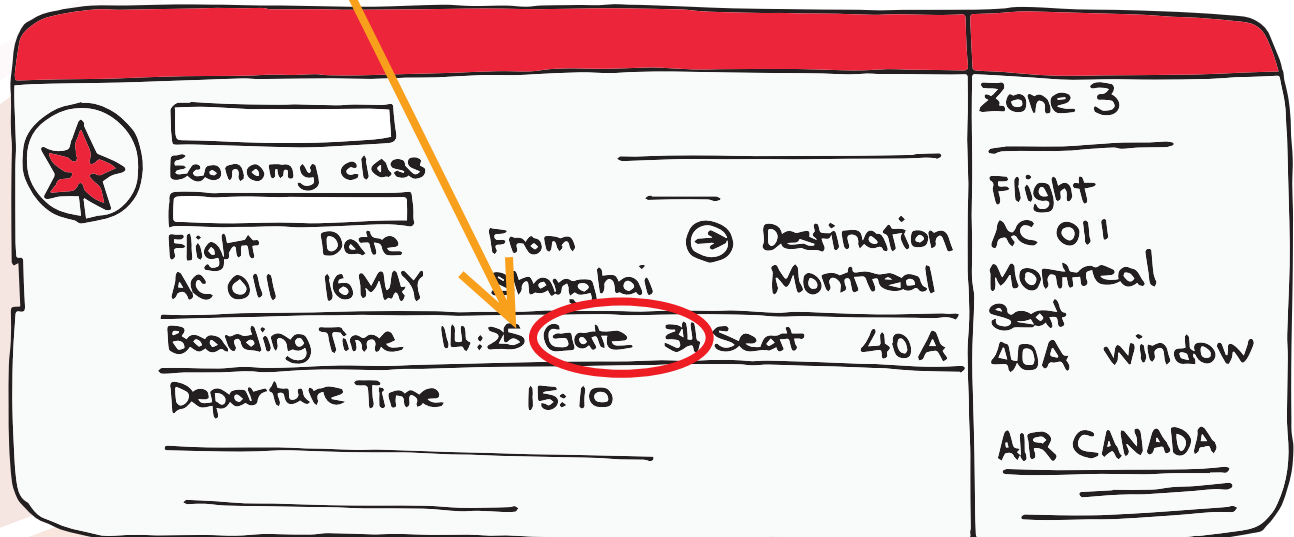 Economy class
Flight Date From Destination
AC 011 16 MAY Shanghai Montreal
Boarding Time 14:25 Gate 34 Seat 40A
Departure Time 15:10
Zone 3
Flight
AC 011
Montreal
Seat
40A window
AIR CANADA